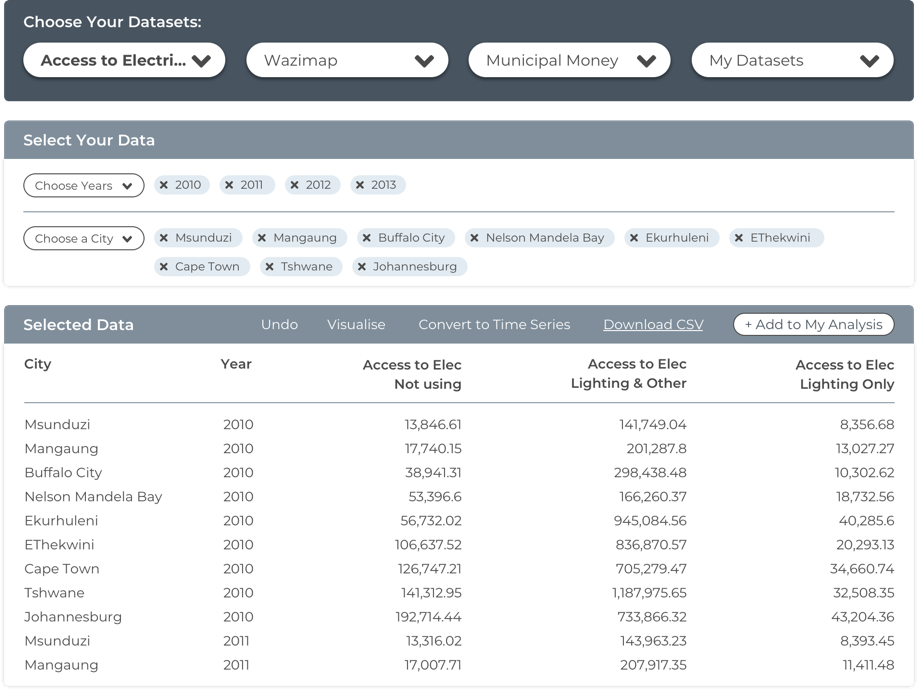 Choose Your Datasets:
Access to Electri... Wazimap Municipal Money My Datasets
Select Your Data
Choose Years × 2010 × 2011 × 2012 × 2013
Choose a City × Msunduzi × Mangaung × Buffalo City × Nelson Mandela Bay × Ekurhuleni × EThekwini
× Cape Town × Tshwane × Johannesburg
Selected Data Undo Visualise Convert to Time Series Download CSV + Add to My Analysis
City Year Access to Elec Access to Elec Access to Elec
Not using Lighting & Other Lighting Only
Msunduzi 2010 13,846.61 141,749.04 8,356.68
Mangaung 2010 17,740.15 201,287.8 13,027.27
Buffalo City 2010 38,941.31 298,438.48 10,302.62
Nelson Mandela Bay 2010 53,396.6 166,260.37 18,732.56
Ekurhuleni 2010 56,732.02 945,084.56 40,285.6
EThekwini 2010 106,637.52 836,870.57 20,293.13
Cape Town 2010 126,747.21 705,279.47 34,660.74
Tshwane 2010 141,312.95 1,187,975.65 32,508.35
Johannesburg 2010 192,714.44 733,866.32 43,204.36
Msunduzi 2011 13,316.02 143,963.23 8,393.45
Mangaung 2011 17,007.71 207,917.35 11,411.48